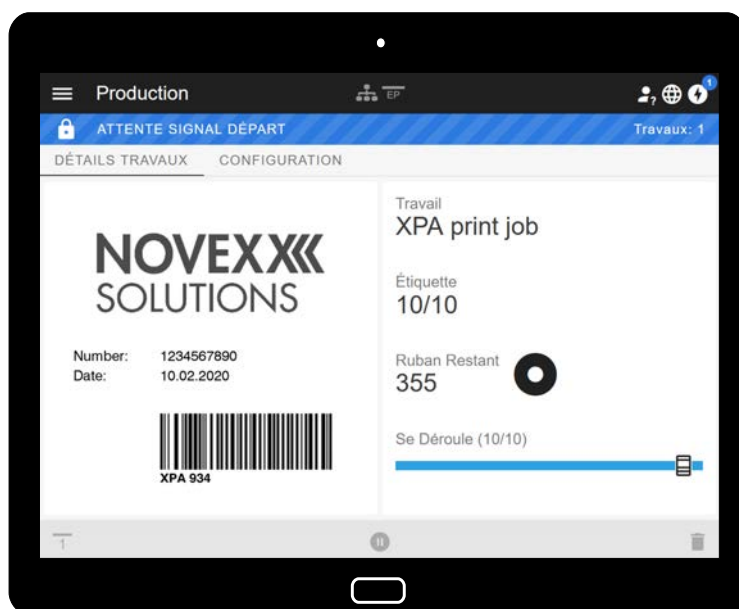 Production
EP
1
ATTENTE SIGNAL DÉPART
Travaux: 1
DÉTAILS TRAVAUX
CONFIGURATION
NOVEXX
SOLUTIONS
Number: 1234567890
Date: 10.02.2020
XPA 934
Travail
XPA print job
Étiquette
10/10
Ruban Restant
355
Se Déroule (10/10)
1